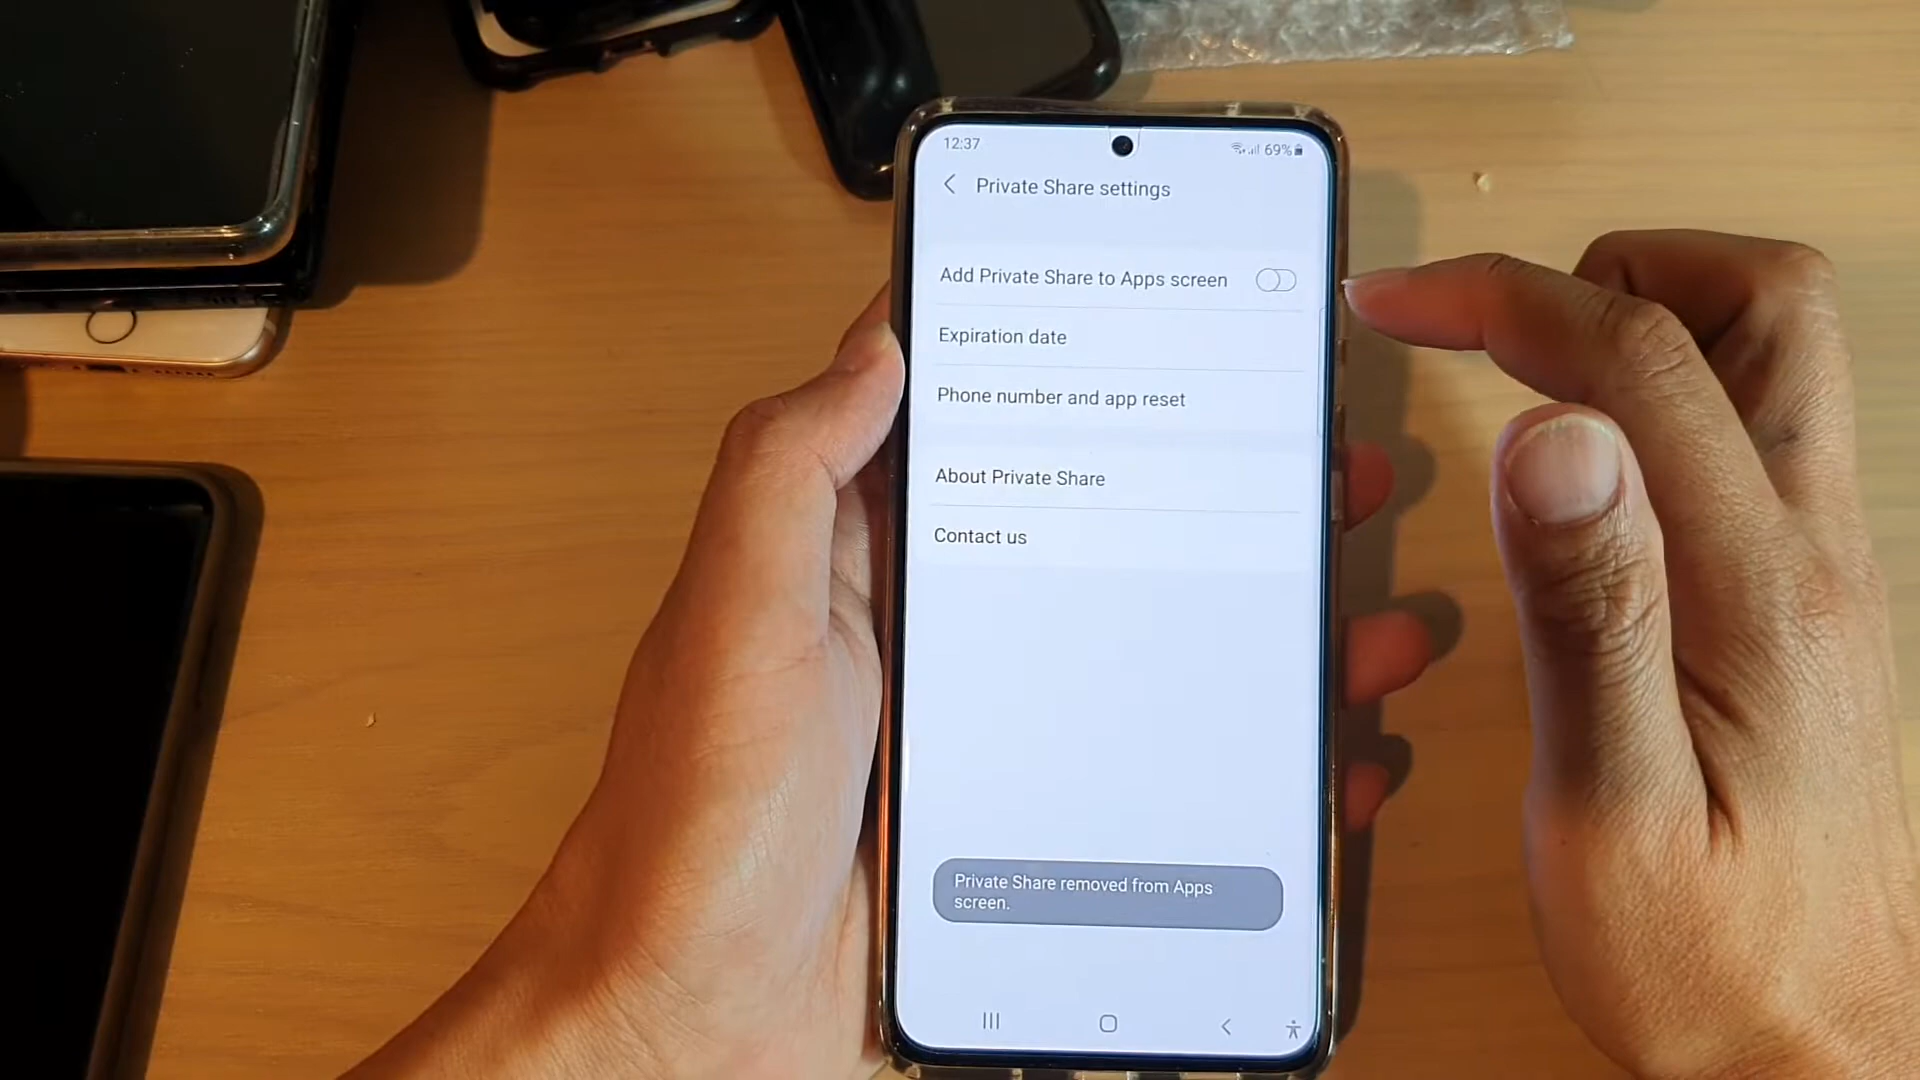 12:37
69%
Private Share settings
Add Private Share to Apps screen
Expiration date
Phone number and app reset
About Private Share
Contact us
Private Share removed from Apps
screen.